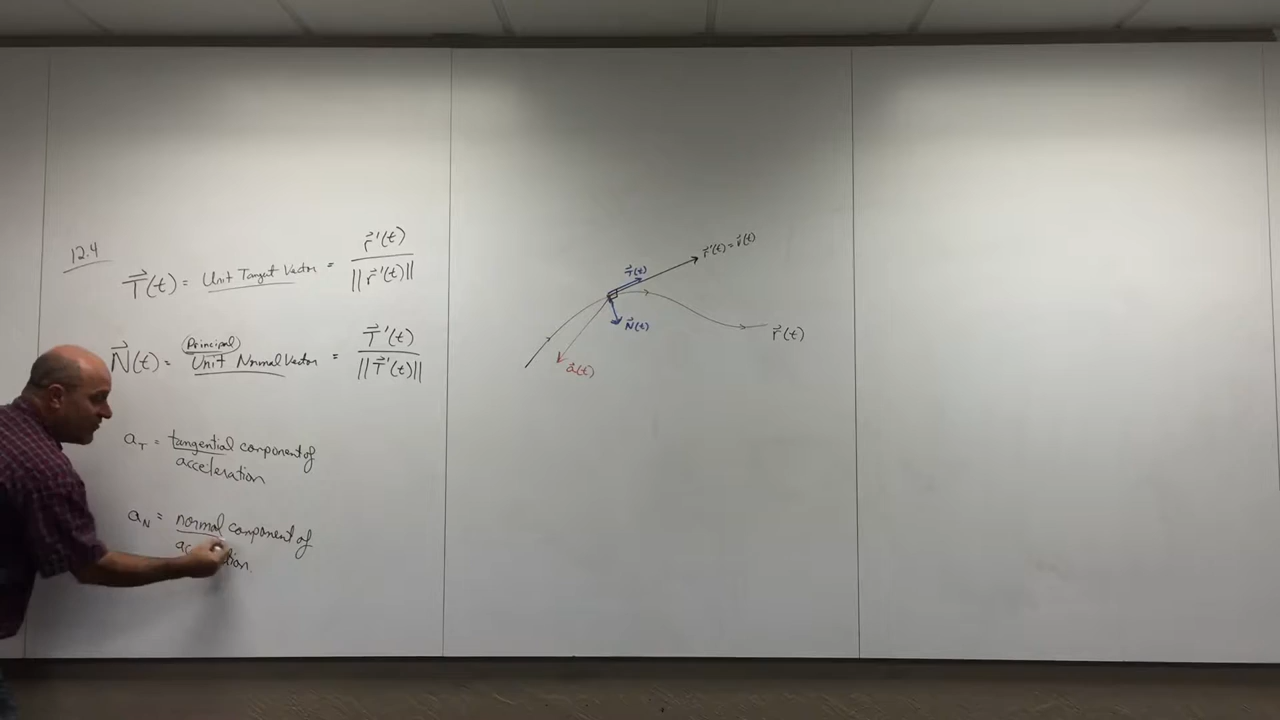 12.4
T⃗(t) = Unit Tangent Vector = r⃗'(t) / ||r⃗'(t)||
N⃗(t) = (Principal) Unit Normal Vector = T⃗'(t) / ||T⃗'(t)||
a_T = tangential component of
acceleration
a_N = normal component of
r⃗'(t) = v⃗(t)
T⃗(t)
N⃗(t)
r⃗(t)
a⃗(t)